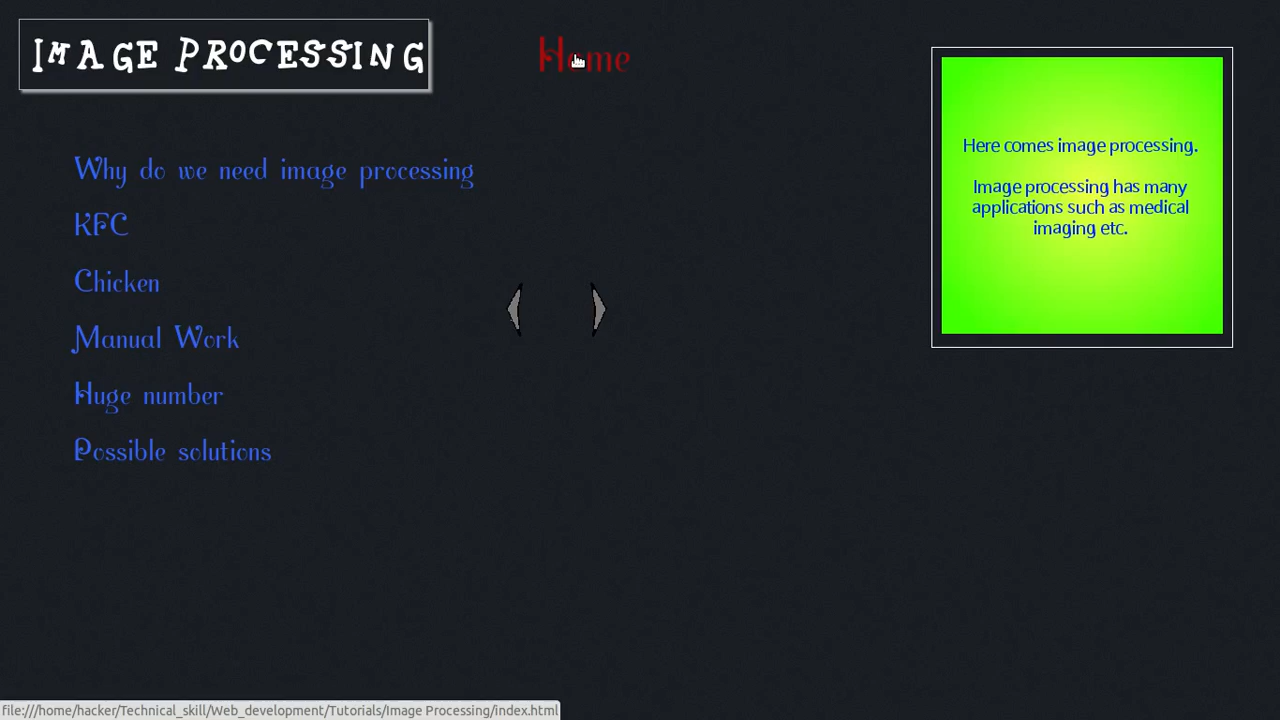 IMAGE PROCESSING
Home
Why do we need image processing
KFC
Chicken
Manual Work
Huge number
Possible solutions
Here comes image processing.
Image processing has many
applications such as medical
imaging etc.
file:///home/hacker/Technical_skill/Web_development/Tutorials/Image Processing/index.html